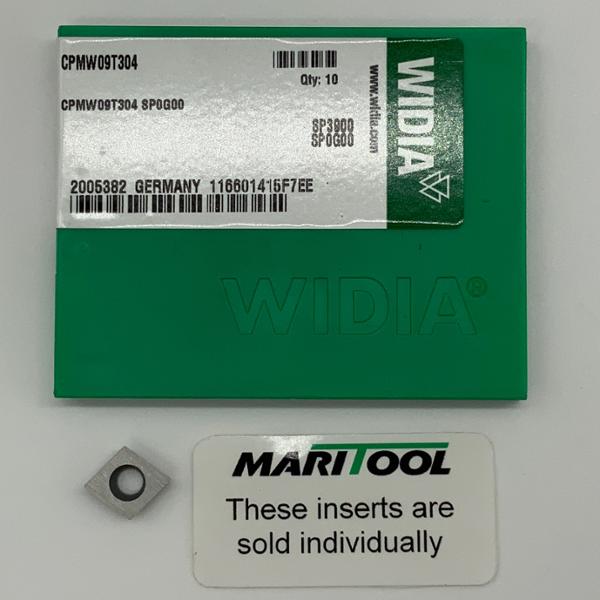 CPMW09T304
Qty: 10
CPMW09T304 SP0G00
SP3000
SP0G00
2005382 GERMANY 116601415F7EE
www.widia.com
WIDIA
WIDIA®
MARITOOL
These inserts are
sold individually